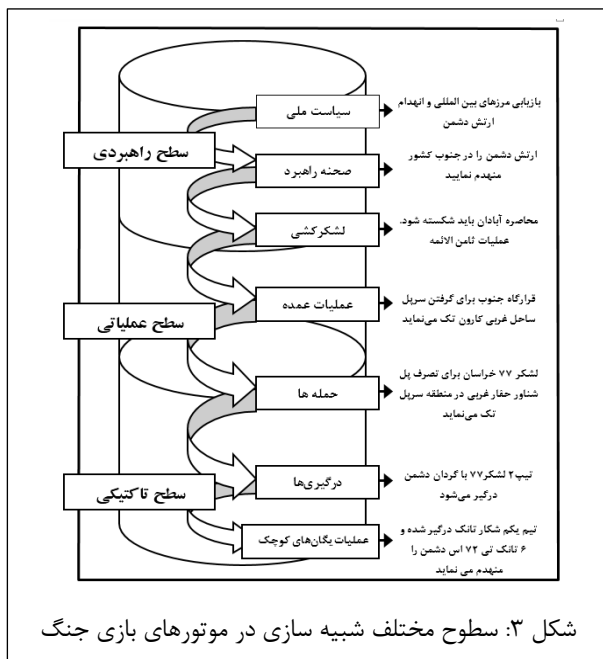 سیاست ملی
بازیابی مرزهای بین المللی و انهدام
ارتش دشمن
سطح راهبردی
صحنه راهبرد
ارتش دشمن را در جنوب کشور
منهدم نمایید
لشکرکشی
محاصره آبادان باید شکسته شود.
عملیات ثامن الائمه
سطح عملیاتی
عملیات عمده
قرارگاه جنوب برای گرفتن سرپل
ساحل غربی کارون تک می‌نماید
حمله ها
لشکر ۷۷ خراسان برای تصرف پل
شناور حفار غربی در منطقه سرپل
تک می‌نماید
سطح تاکتیکی
درگیری‌ها
تیپ۲ لشکر۷۷ با گردان دشمن
درگیر می‌شود
عملیات یگان‌های کوچک
تیم یکم شکار تانک درگیر شده و
۶ تانک تی ۷۲ اس دشمن را
منهدم می نماید
شکل ۳: سطوح مختلف شبیه سازی در موتورهای بازی جنگ